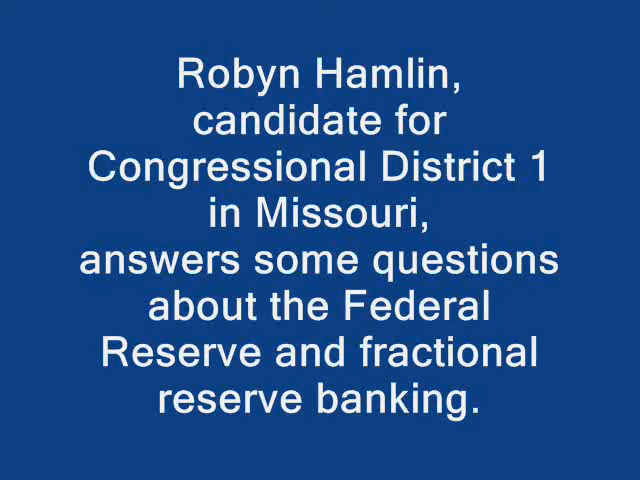 Robyn Hamlin,
candidate for
Congressional District 1
in Missouri,
answers some questions
about the Federal
Reserve and fractional
reserve banking.